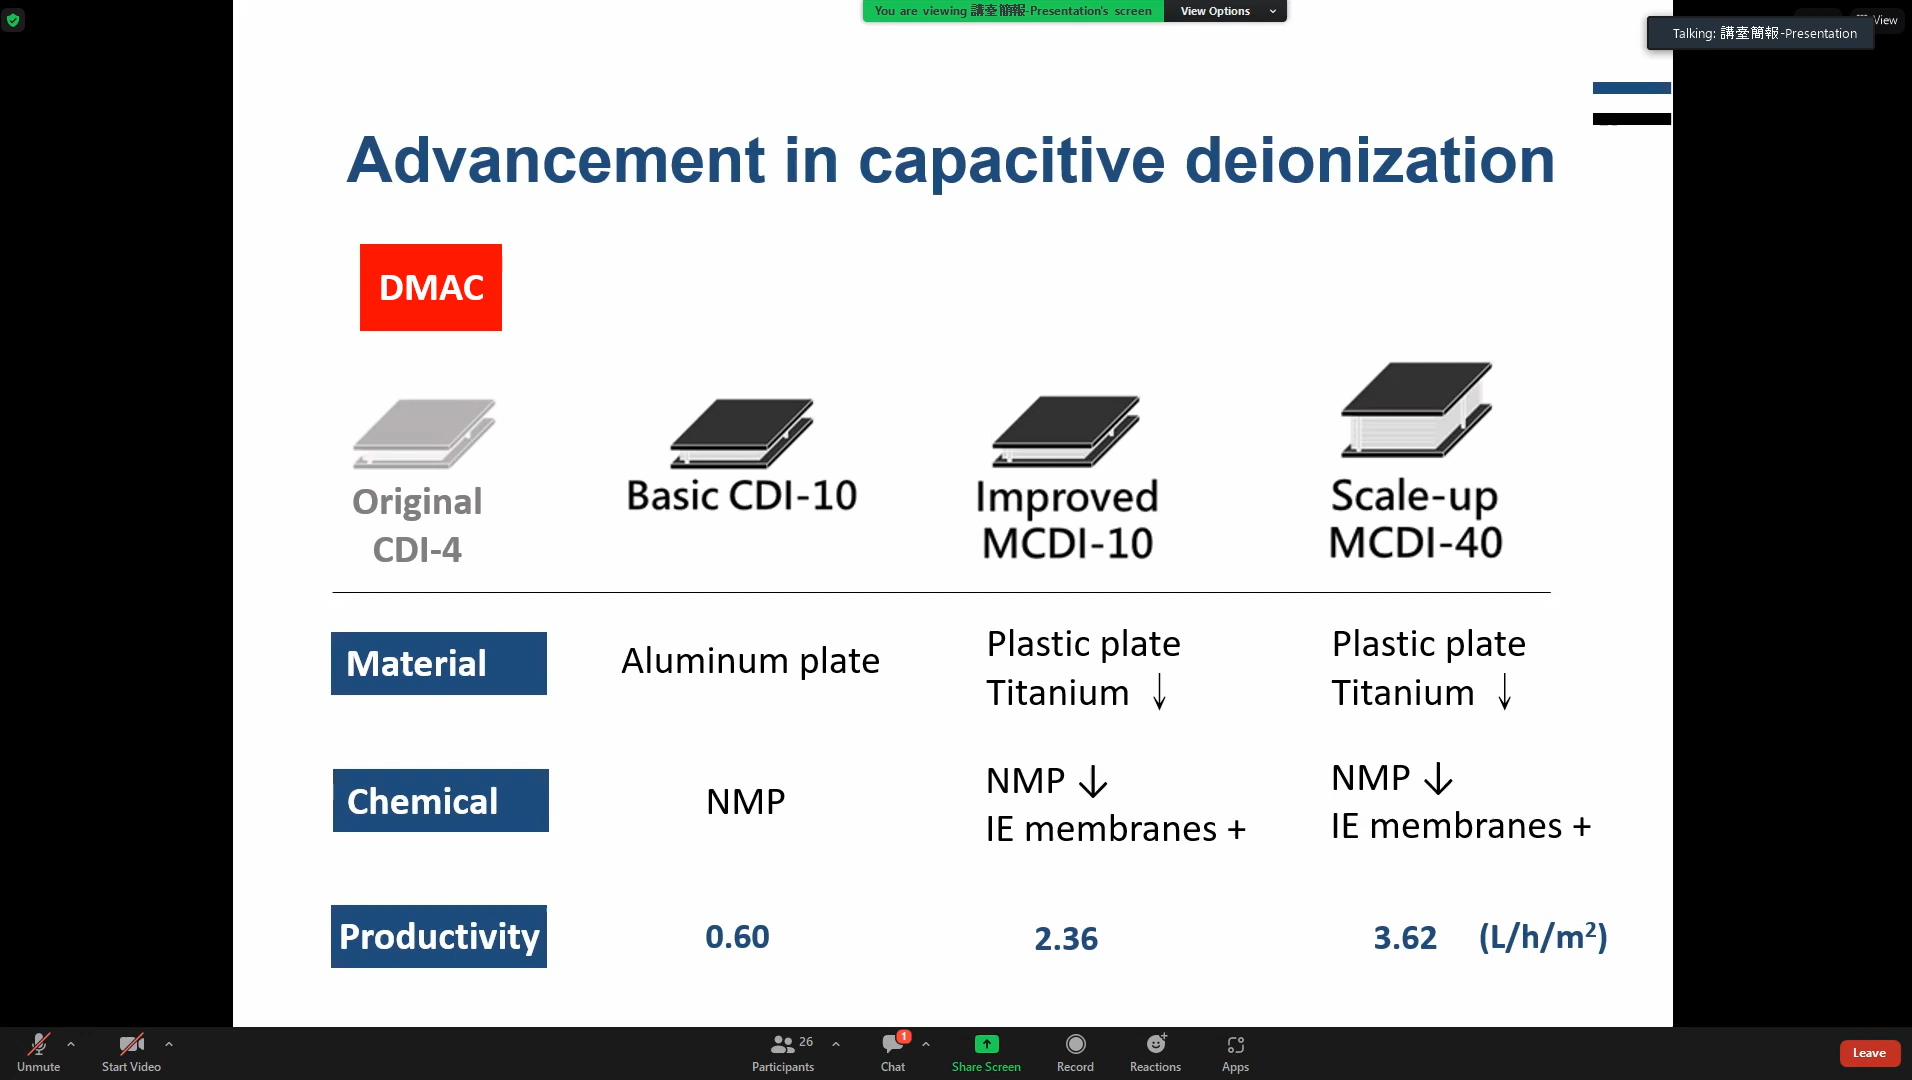 You are viewing 講臺簡報-Presentation's screen
View Options
View
Talking: 講臺簡報-Presentation
Advancement in capacitive deionization
DMAC
Original
CDI-4
Basic CDI-10
Improved
MCDI-10
Scale-up
MCDI-40
Material
Aluminum plate
Plastic plate
Titanium ↓
Plastic plate
Titanium ↓
Chemical
NMP
NMP ↓
IE membranes +
NMP ↓
IE membranes +
Productivity
0.60
2.36
3.62 (L/h/m²)
Unmute
Start Video
26
Participants
1
Chat
Share Screen
Record
Reactions
Apps
Leave